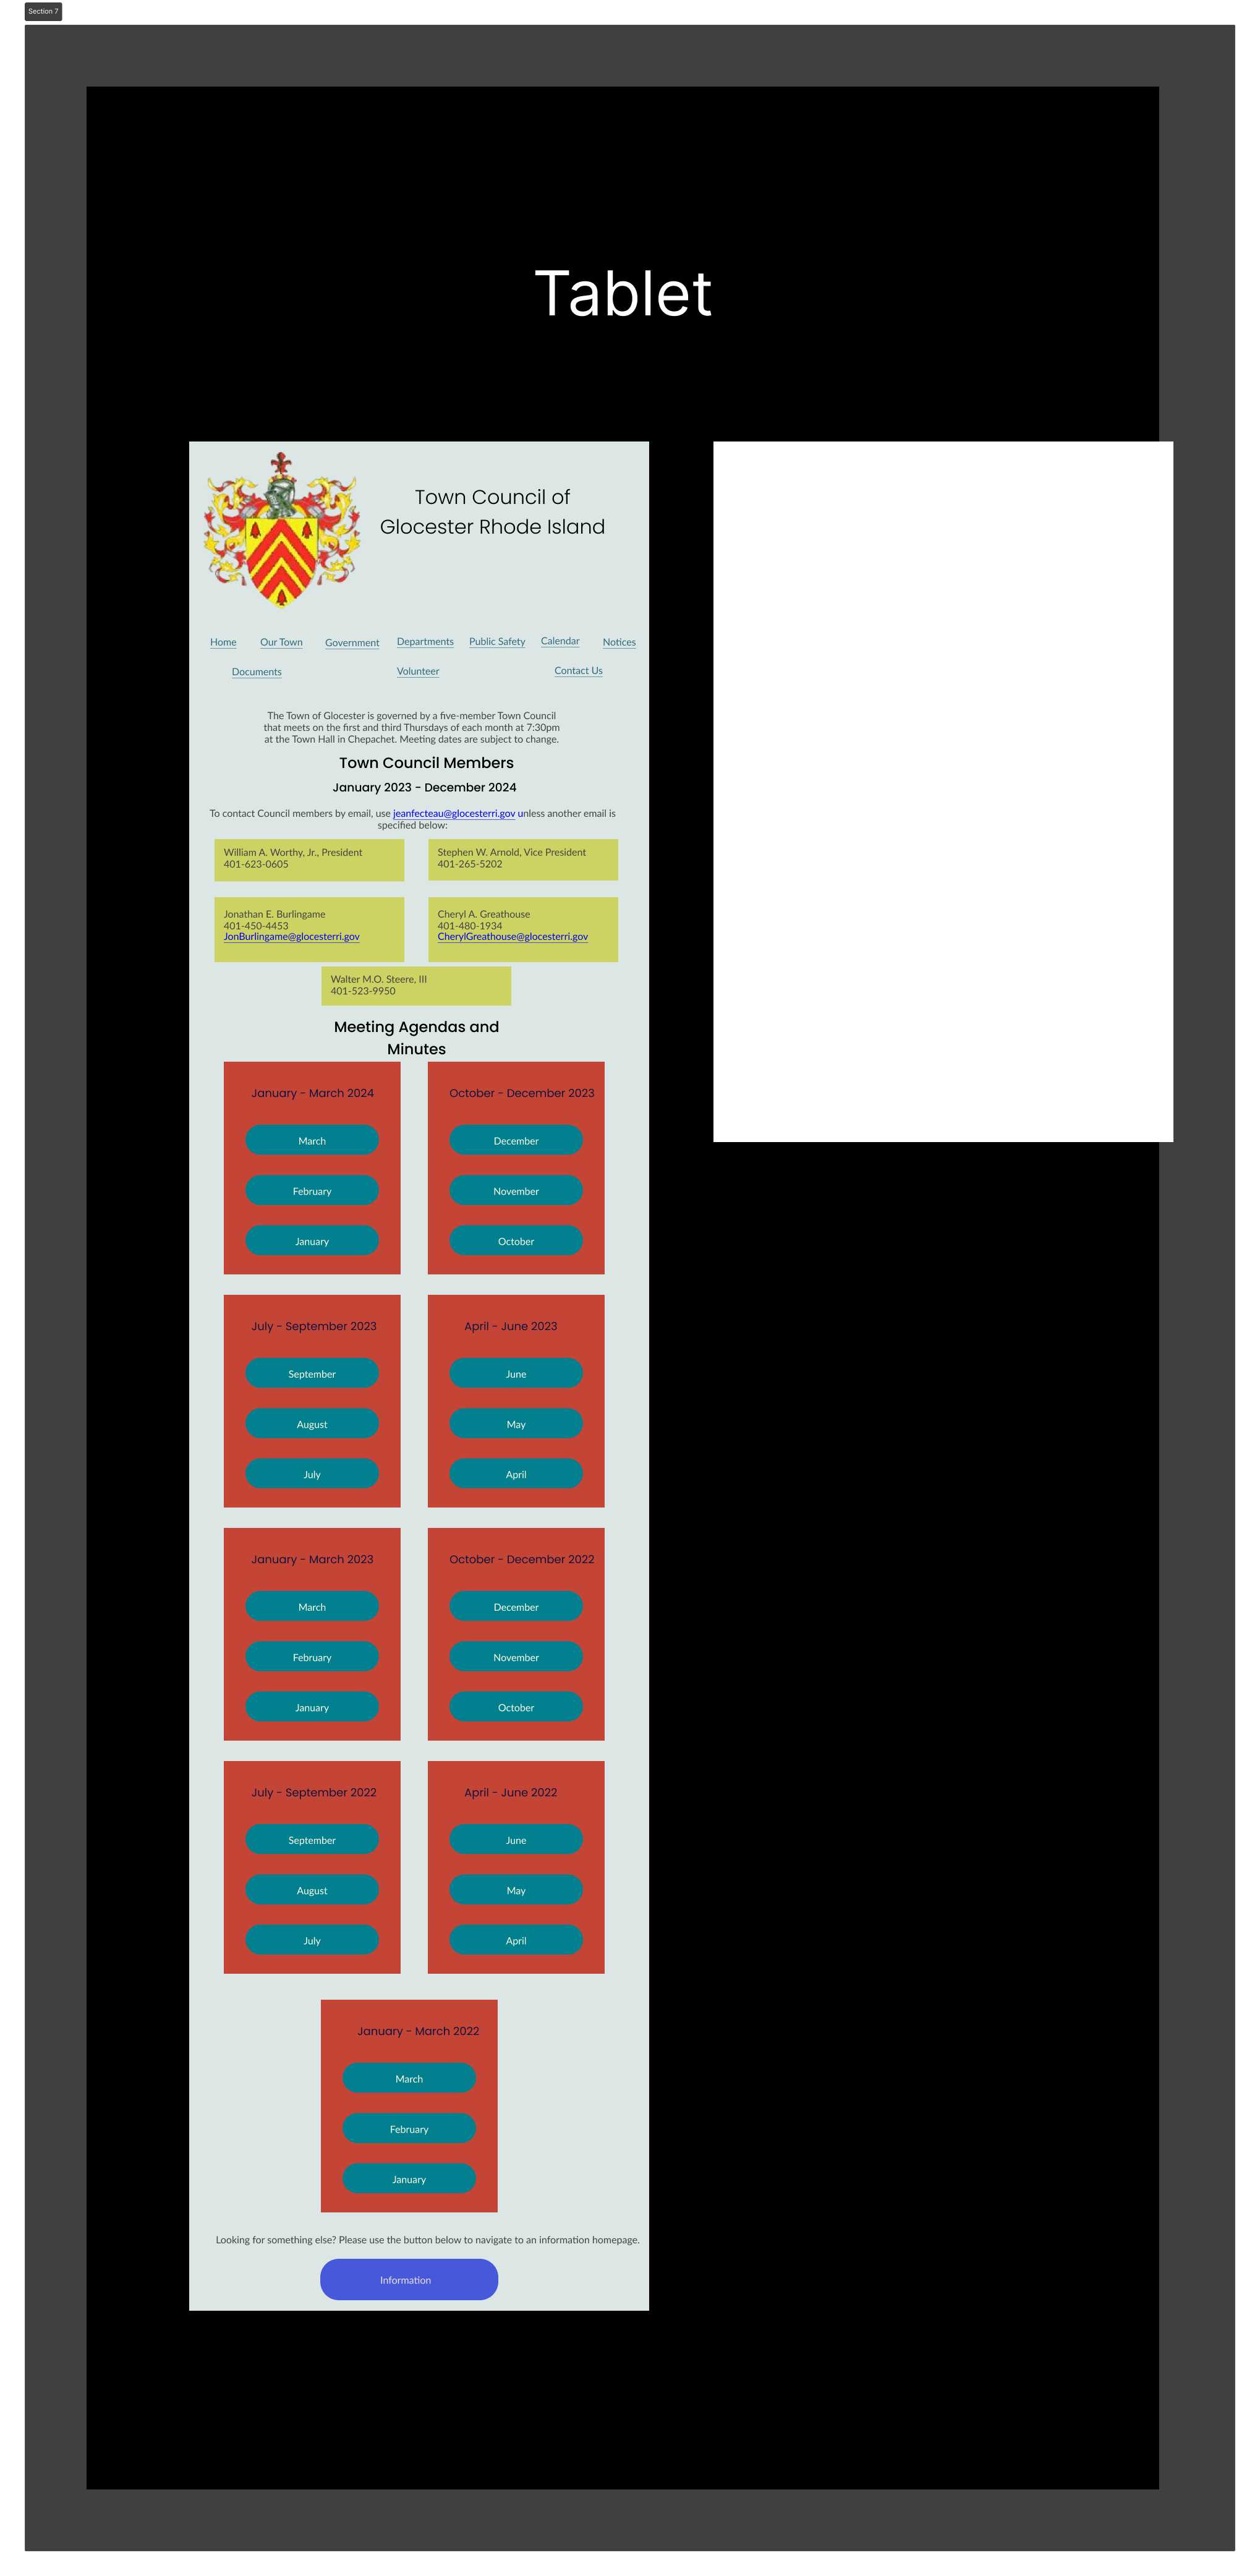 Section 7
Tablet
Town Council of
Glocester Rhode Island
Home Our Town Government Departments Public Safety Calendar Notices
Documents Volunteer Contact Us
The Town of Glocester is governed by a five-member Town Council
that meets on the first and third Thursdays of each month at 7:30pm
at the Town Hall in Chepachet. Meeting dates are subject to change.
Town Council Members
January 2023 - December 2024
To contact Council members by email, use jeanfecteau@glocesterri.gov unless another email is
specified below:
William A. Worthy, Jr., President
401-623-0605
Stephen W. Arnold, Vice President
401-265-5202
Jonathan E. Burlingame
401-450-4453
JonBurlingame@glocesterri.gov
Cheryl A. Greathouse
401-480-1934
CherylGreathouse@glocesterri.gov
Walter M.O. Steere, III
401-523-9950
Meeting Agendas and
Minutes
January - March 2024
March
February
January
October - December 2023
December
November
October
July - September 2023
September
August
July
April - June 2023
June
May
April
January - March 2023
March
February
January
October - December 2022
December
November
October
July - September 2022
September
August
July
April - June 2022
June
May
April
January - March 2022
March
February
January
Looking for something else? Please use the button below to navigate to an information homepage.
Information